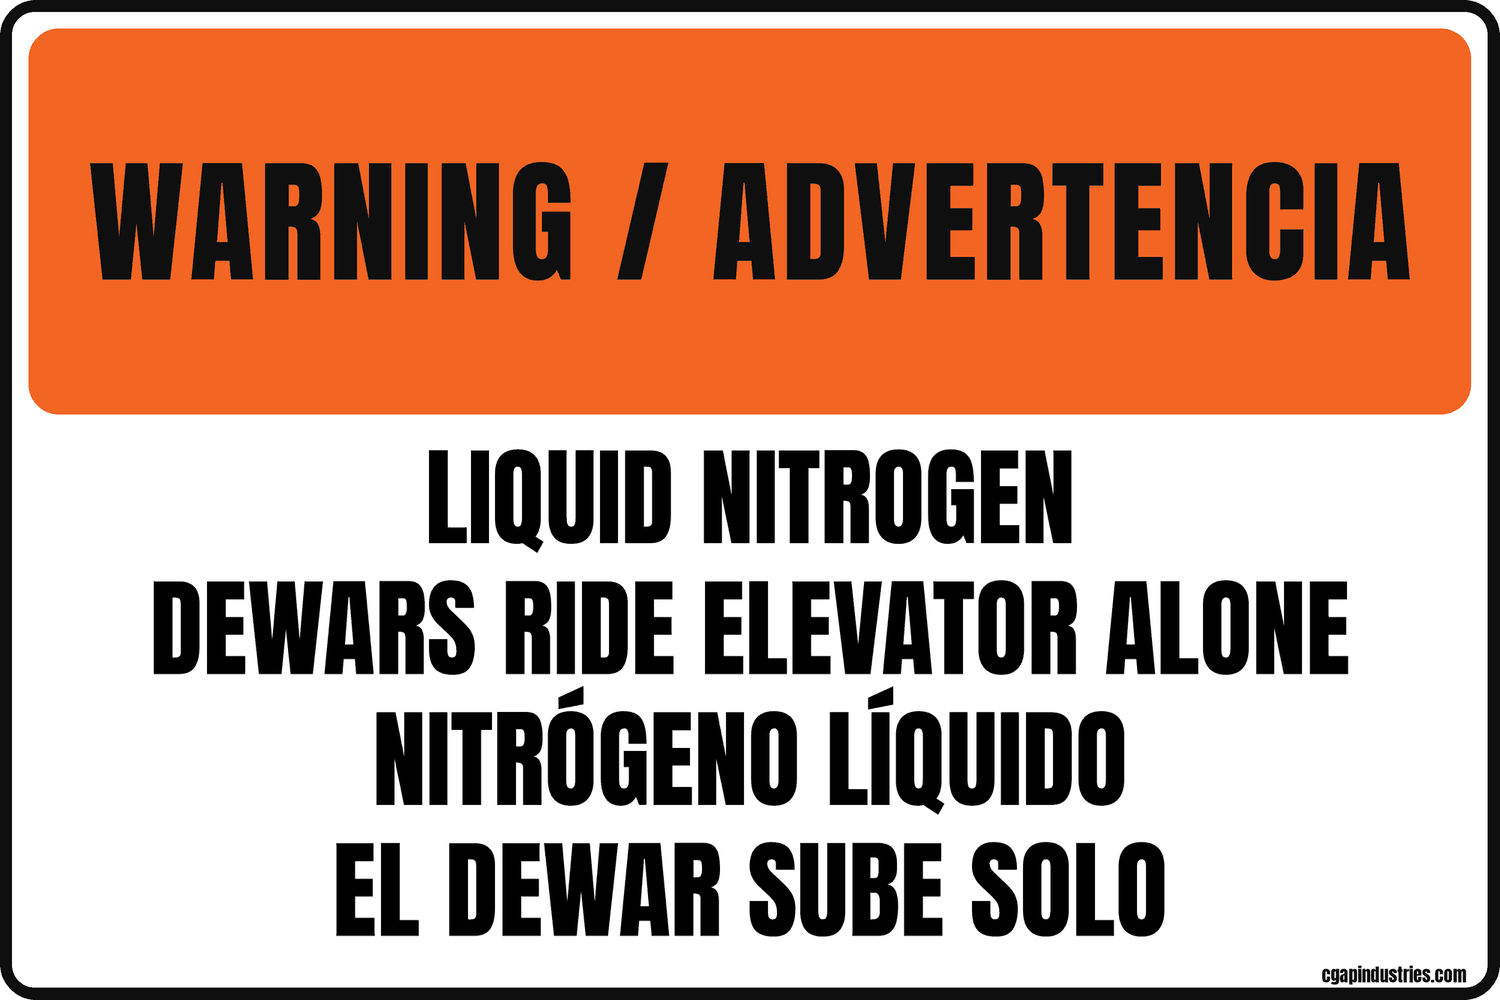 WARNING / ADVERTENCIA
LIQUID NITROGEN
DEWARS RIDE ELEVATOR ALONE
NITRÓGENO LÍQUIDO
EL DEWAR SUBE SOLO
cgapindustries.com